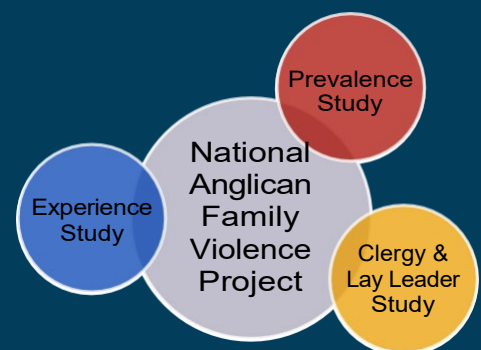 Prevalence
Study
National
Anglican
Family
Violence
Project
Experience
Study
Clergy &
Lay Leader
Study